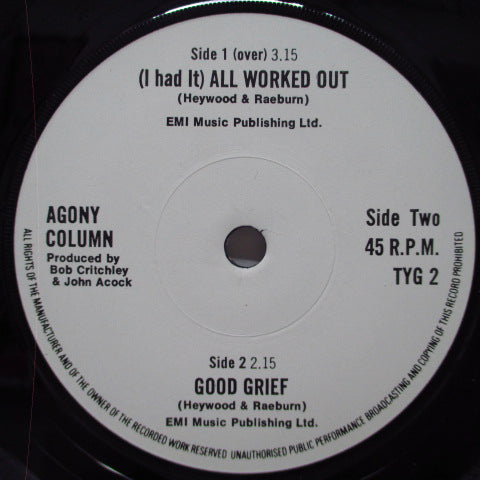 Side 1 (over) 3.15
(I had It) ALL WORKED OUT
(Heywood & Raeburn)
EMI Music Publishing Ltd.
AGONY
COLUMN
Produced by
Bob Critchley
& John Acock
Side Two
45 R.P.M.
TYG 2
Side 2 2.15
GOOD GRIEF
(Heywood & Raeburn)
EMI Music Publishing Ltd.
ALL RIGHTS OF THE MANUFACTURER AND OF THE OWNER OF THE RECORDED WORK RESERVED UNAUTHORISED PUBLIC PERFORMANCE BROADCASTING AND COPYING OF THIS RECORD PROHIBITED